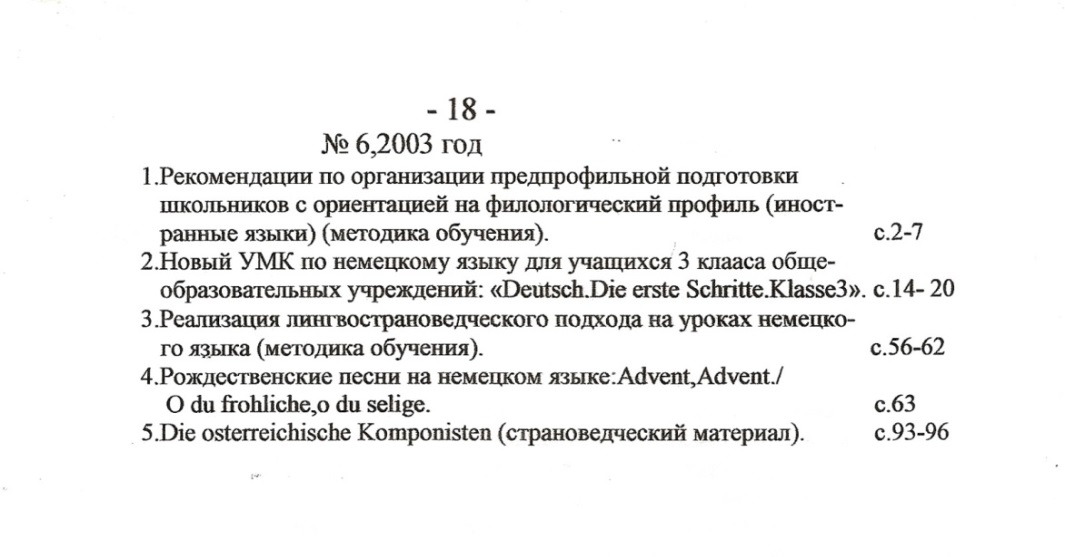 - 18 -
№ 6,2003 год
1.Рекомендации по организации предпрофильной подготовки
школьников с ориентацией на филологический профиль (иност-
ранные языки) (методика обучения). с.2-7
2.Новый УМК по немецкому языку для учащихся 3 клааса обще-
образовательных учреждений: «Deutsch.Die erste Schritte.Klasse3». с.14- 20
3.Реализация лингвострановедческого подхода на уроках немецко-
го языка (методика обучения). с.56-62
4.Рождественские песни на немецком языке:Advent,Advent./
O du frohliche,o du selige. с.63
5.Die osterreichische Komponisten (страноведческий материал). с.93-96